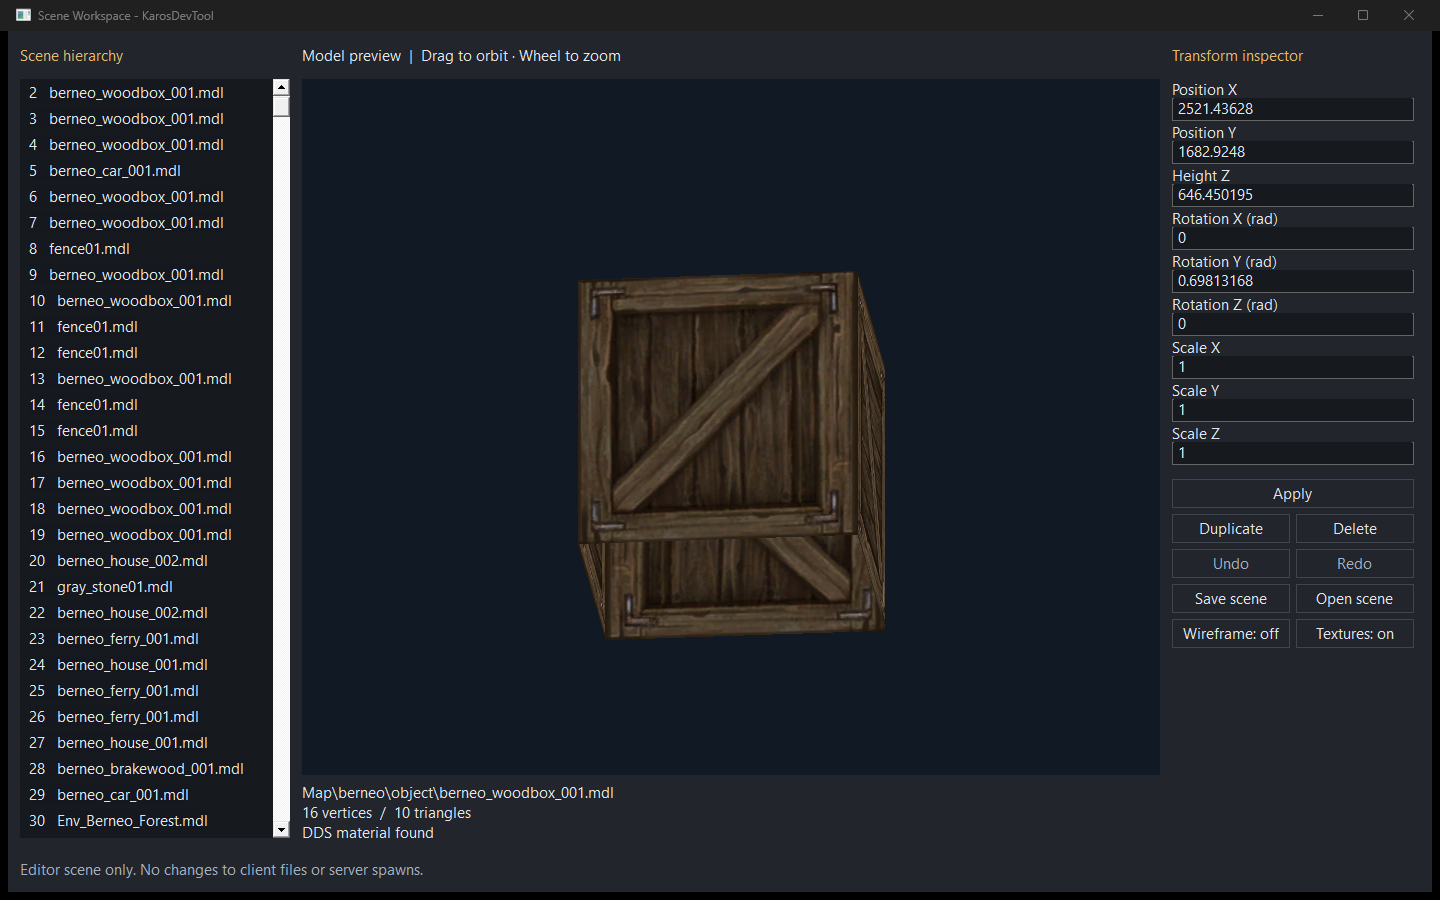 Scene Workspace - KarosDevTool
Scene hierarchy
2 berneo_woodbox_001.mdl
3 berneo_woodbox_001.mdl
4 berneo_woodbox_001.mdl
5 berneo_car_001.mdl
6 berneo_woodbox_001.mdl
7 berneo_woodbox_001.mdl
8 fence01.mdl
9 berneo_woodbox_001.mdl
10 berneo_woodbox_001.mdl
11 fence01.mdl
12 fence01.mdl
13 berneo_woodbox_001.mdl
14 fence01.mdl
15 fence01.mdl
16 berneo_woodbox_001.mdl
17 berneo_woodbox_001.mdl
18 berneo_woodbox_001.mdl
19 berneo_woodbox_001.mdl
20 berneo_house_002.mdl
21 gray_stone01.mdl
22 berneo_house_002.mdl
23 berneo_ferry_001.mdl
24 berneo_house_001.mdl
25 berneo_ferry_001.mdl
26 berneo_ferry_001.mdl
27 berneo_house_001.mdl
28 berneo_brakewood_001.mdl
29 berneo_car_001.mdl
30 Env_Berneo_Forest.mdl
Model preview | Drag to orbit · Wheel to zoom
Map\berneo\object\berneo_woodbox_001.mdl
16 vertices / 10 triangles
DDS material found
Transform inspector
Position X
2521.43628
Position Y
1682.9248
Height Z
646.450195
Rotation X (rad)
0
Rotation Y (rad)
0.69813168
Rotation Z (rad)
0
Scale X
1
Scale Y
1
Scale Z
1
Apply
Duplicate Delete
Undo Redo
Save scene Open scene
Wireframe: off Textures: on
Editor scene only. No changes to client files or server spawns.